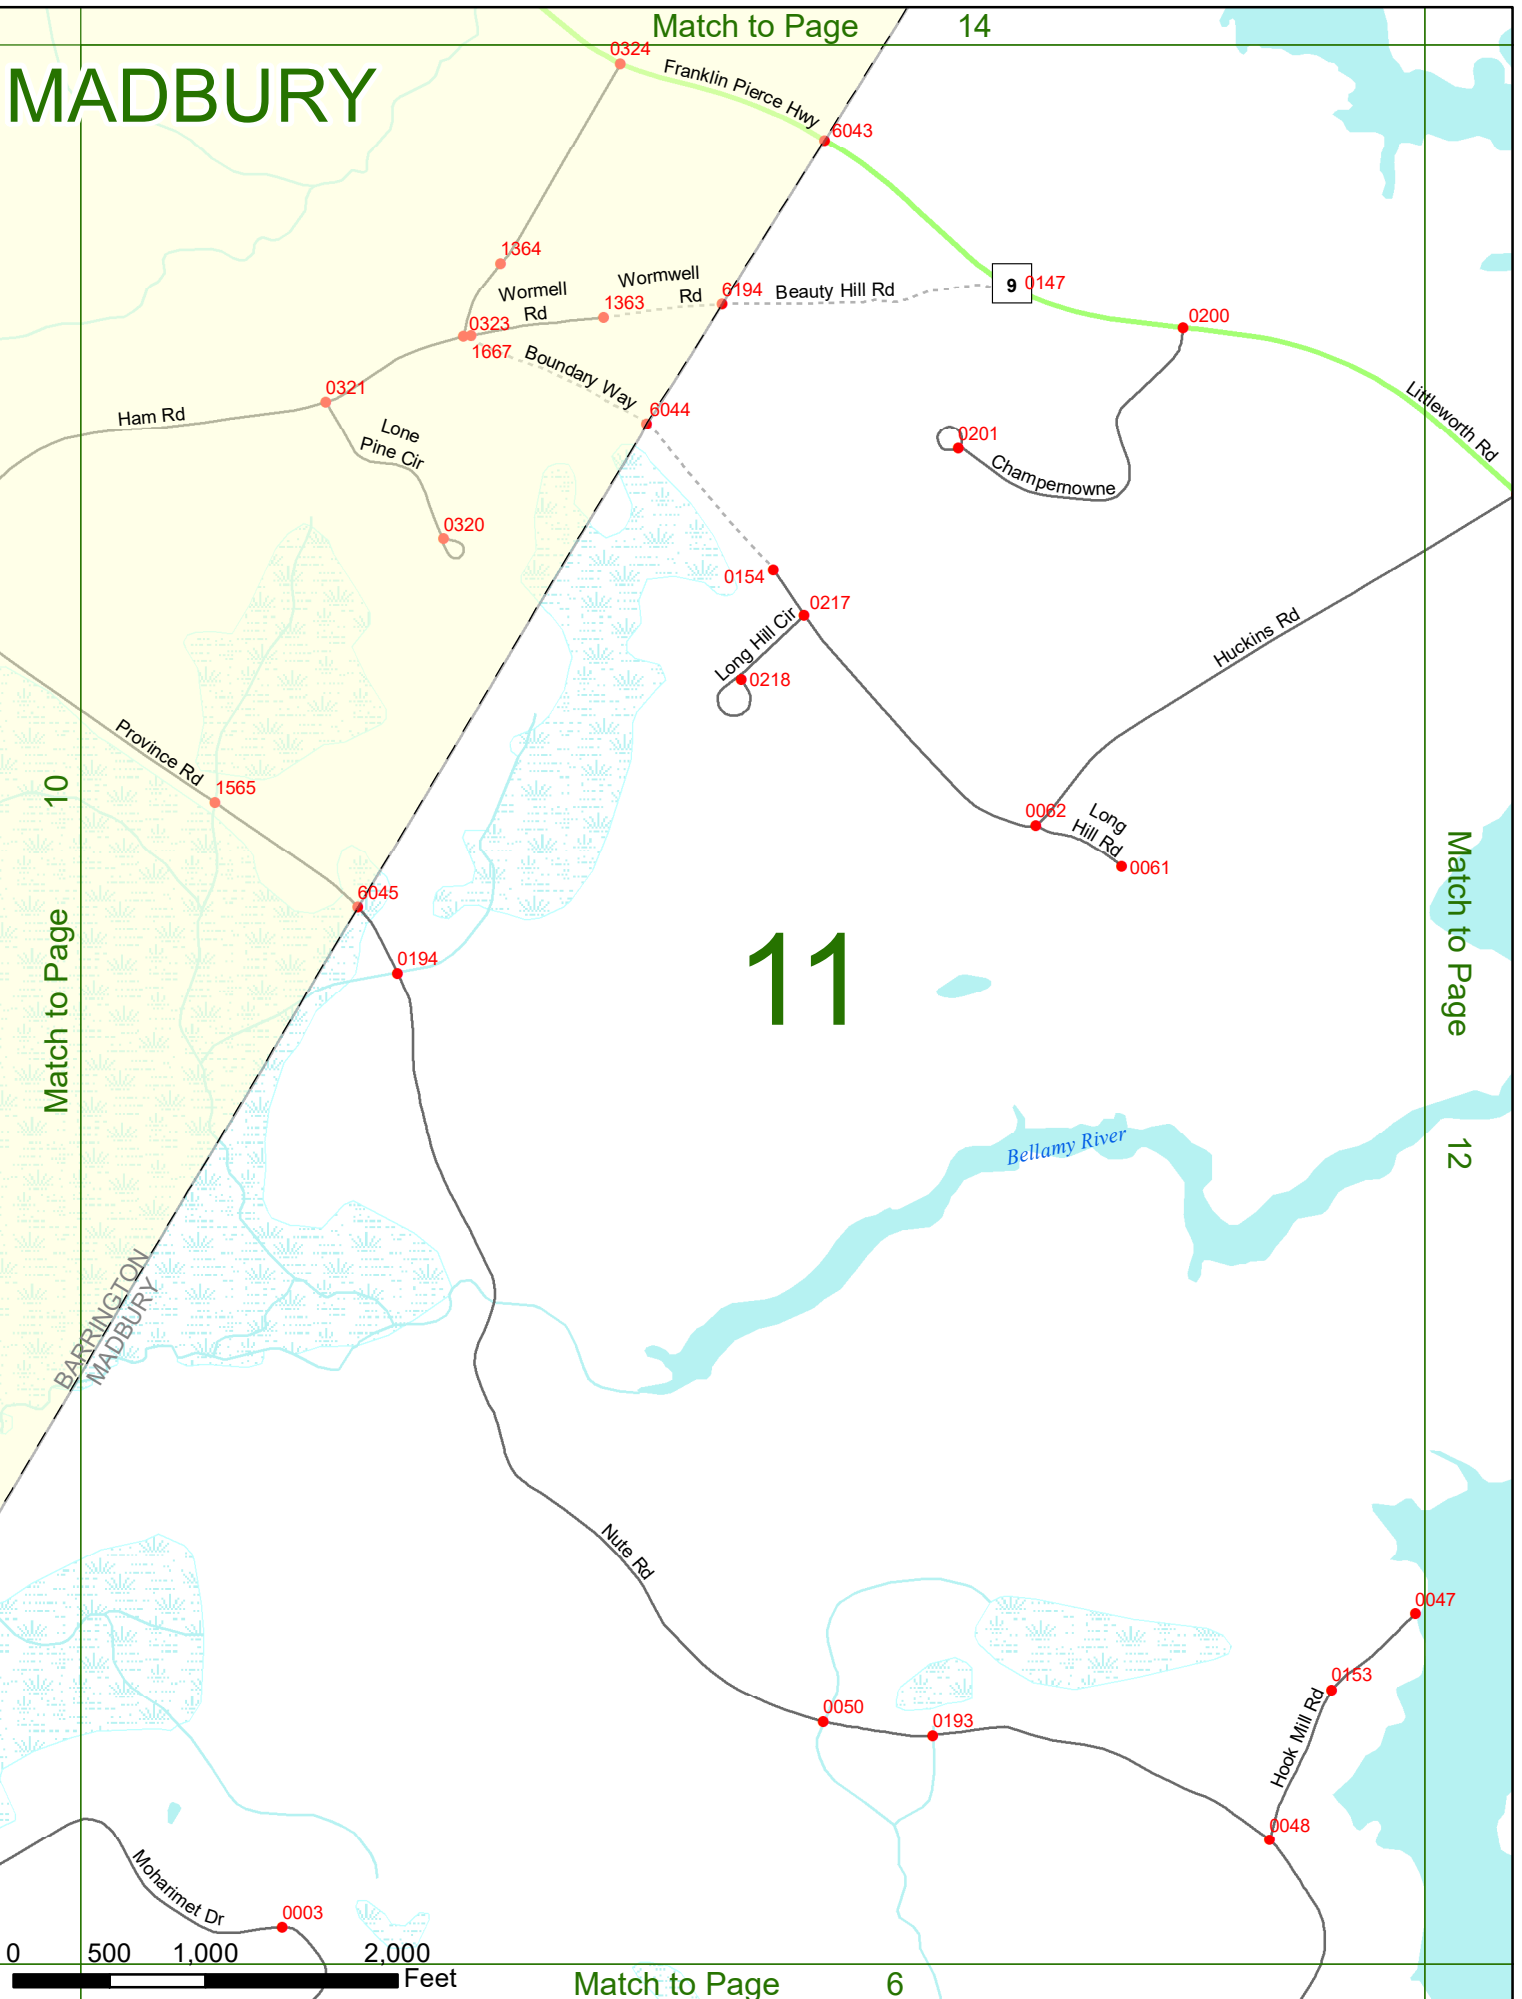 Match to Page 14
MADBURY
0324
Franklin Pierce Hwy
6043
1364
Wormell
Rd
Wormwell
Rd
1363
6194
Beauty Hill Rd
9
0147
0200
0323
1667
Boundary Way
0321
Ham Rd
Lone
Pine Cir
6044
Littleworth Rd
0201
Champernowne
0320
0154
0217
Long Hill Cir
0218
Huckins Rd
Province Rd
1565
0062
Long
Hill Rd
0061
Match to Page 10
Match to Page 12
6045
0194
11
Bellamy River
BARRINGTON
MADBURY
Nute Rd
0047
0153
Hook Mill Rd
0050
0193
0048
Moharimet Dr
0003
0 500 1,000 2,000
Feet
Match to Page 6